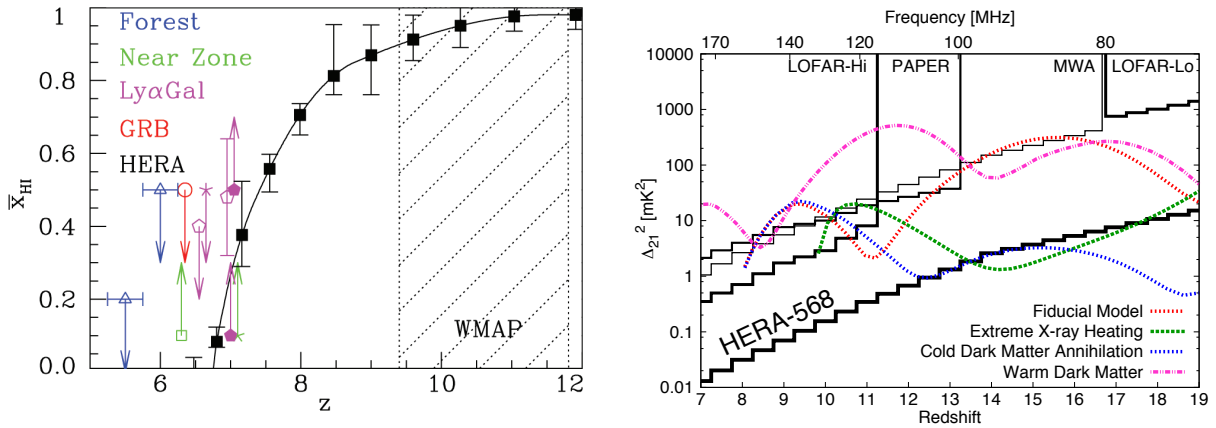 Forest
Near Zone
LyαGal
GRB
HERA
WMAP
1
0.8
0.6
0.4
0.2
0.0
x̅HI
6 8 10 12
z
Frequency [MHz]
170 140 120 100 80
LOFAR-Hi PAPER MWA LOFAR-Lo
10000
1000
100
10
1
0.1
0.01
Δ21² [mK²]
HERA-568
Fiducial Model
Extreme X-ray Heating
Cold Dark Matter Annihilation
Warm Dark Matter
7 8 9 10 11 12 13 14 15 16 17 18 19
Redshift